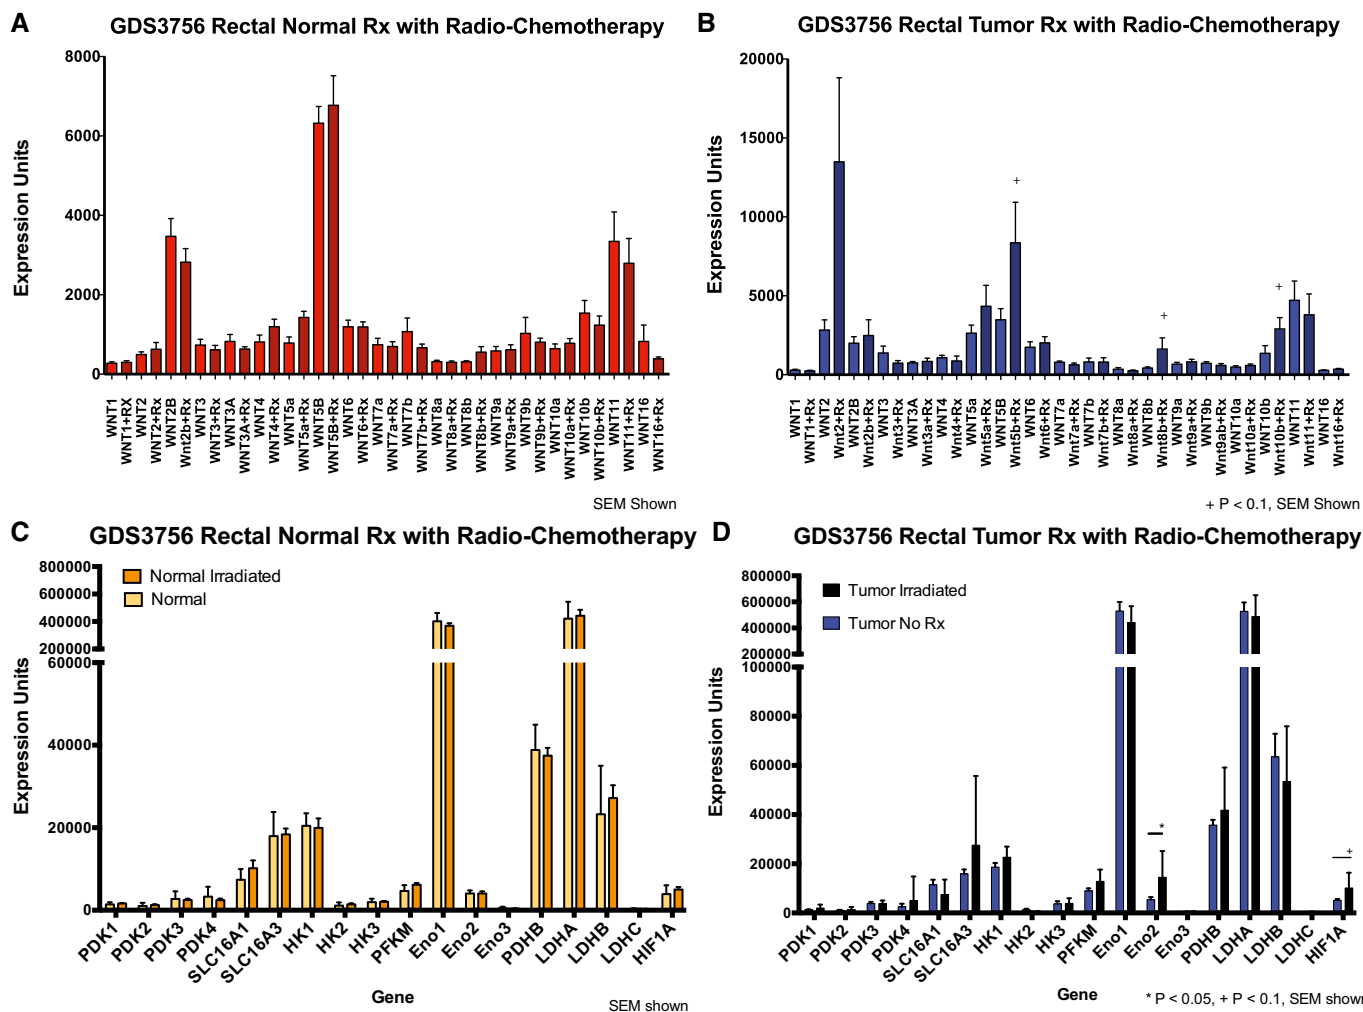 A
GDS3756 Rectal Normal Rx with Radio-Chemotherapy
Expression Units
8000
6000
4000
2000
0
WNT1
WNT1+RX
WNT2
WNT2+Rx
WNT2B
Wnt2b+Rx
WNT3
WNT3+Rx
WNT3A
WNT3A+Rx
WNT4
WNT4+Rx
WNT5a
WNT5a+Rx
WNT5B
WNT5B+Rx
WNT6
WNT6+Rx
WNT7a
WNT7a+Rx
WNT7b
WNT7b+Rx
WNT8a
WNT8a+Rx
WNT8b
WNT8b+Rx
WNT9a
WNT9a+Rx
WNT9b
WNT9b+Rx
WNT10a
WNT10a+Rx
WNT10b
WNT10b+Rx
WNT11
WNT11+Rx
WNT16
WNT16+Rx
SEM Shown
B
GDS3756 Rectal Tumor Rx with Radio-Chemotherapy
Expression Units
20000
15000
10000
5000
0
+
+
+
WNT1
WNT1+Rx
WNT2
Wnt2+Rx
WNT2B
Wnt2b+Rx
WNT3
Wnt3+Rx
WNT3A
Wnt3a+Rx
WNT4
Wnt4+Rx
WNT5a
Wnt5a+Rx
WNT5B
Wnt5b+Rx
WNT6
Wnt6+Rx
WNT7a
Wnt7a+Rx
WNT7b
Wnt7b+Rx
WNT8a
Wnt8a+Rx
WNT8b
Wnt8b+Rx
WNT9a
Wnt9a+Rx
WNT9b
Wnt9ab+Rx
WNT10a
Wnt10a+Rx
WNT10b
Wnt10b+Rx
WNT11
Wnt11+Rx
WNT16
Wnt16+Rx
+ P < 0.1, SEM Shown
C
GDS3756 Rectal Normal Rx with Radio-Chemotherapy
Expression Units
800000
600000
400000
200000
60000
40000
20000
0
Normal Irradiated
Normal
PDK1
PDK2
PDK3
PDK4
SLC16A1
SLC16A3
HK1
HK2
HK3
PFKM
Eno1
Eno2
Eno3
PDHB
LDHA
LDHB
LDHC
HIF1A
Gene
SEM shown
D
GDS3756 Rectal Tumor Rx with Radio-Chemotherapy
Expression Units
800000
600000
400000
200000
100000
80000
60000
40000
20000
0
Tumor Irradiated
Tumor No Rx
*
+
PDK1
PDK2
PDK3
PDK4
SLC16A1
SLC16A3
HK1
HK2
HK3
PFKM
Eno1
Eno2
Eno3
PDHB
LDHA
LDHB
LDHC
HIF1A
Gene
* P < 0.05, + P < 0.1, SEM shown